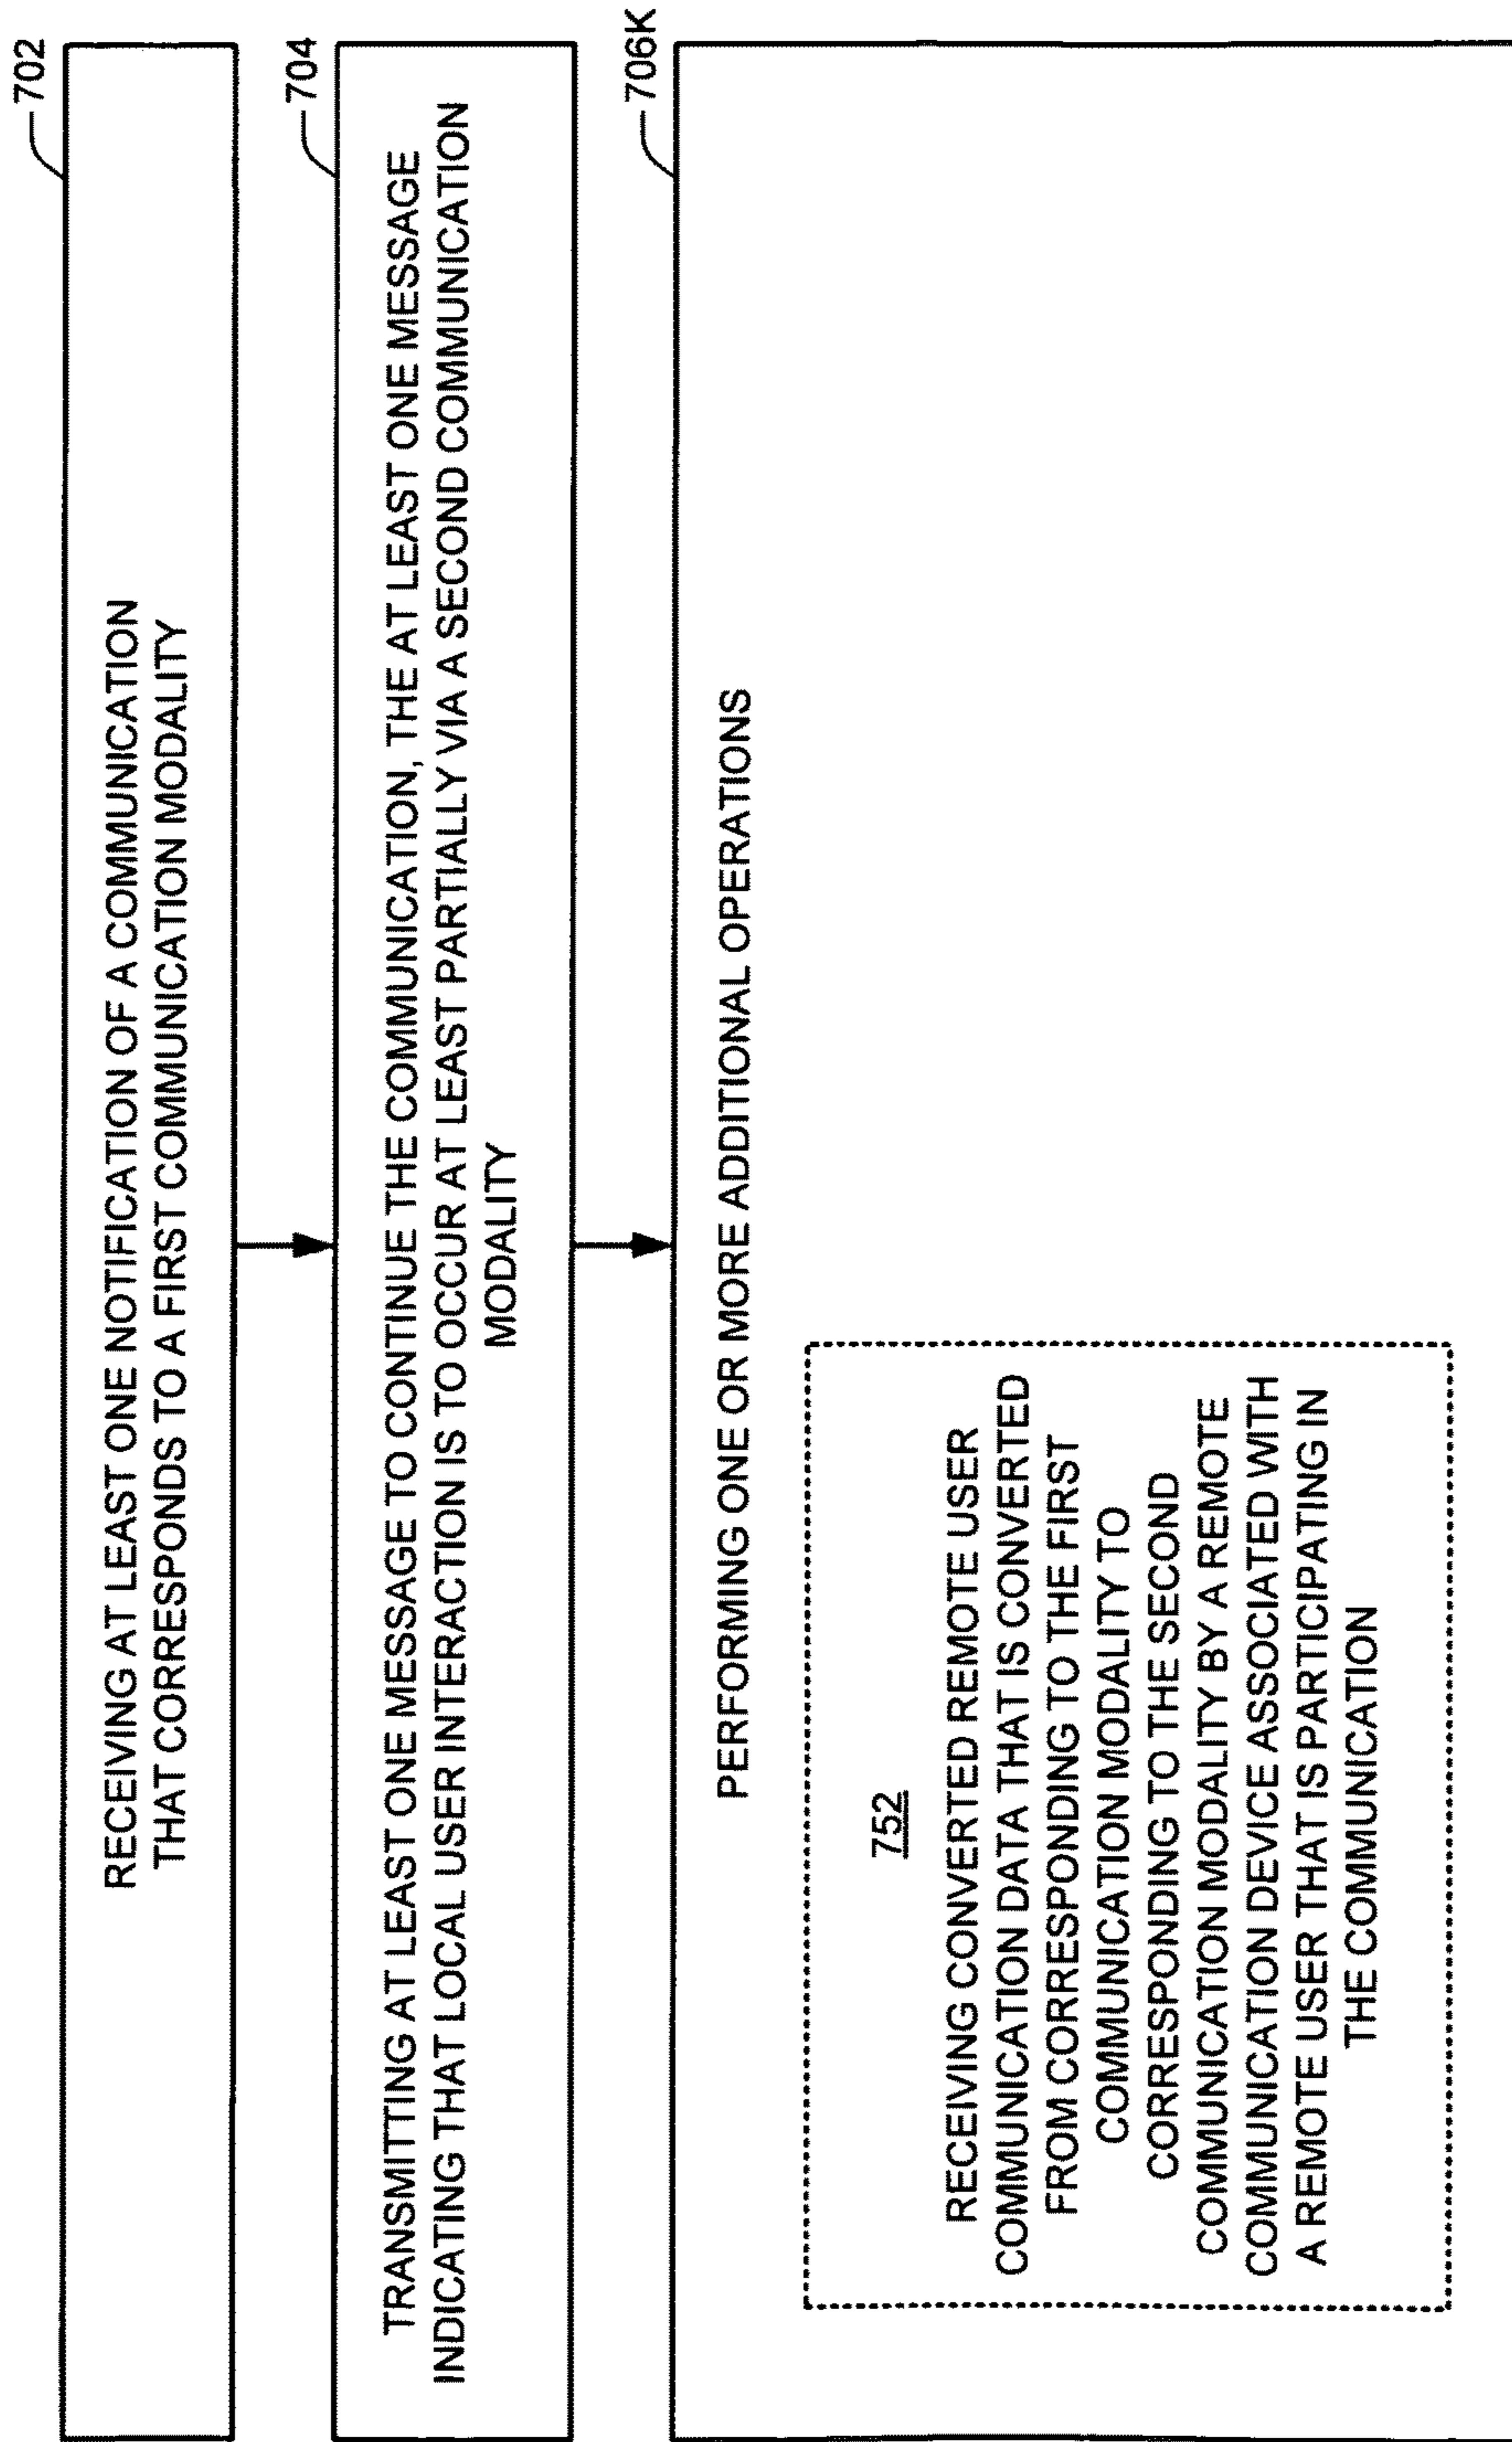 702
RECEIVING AT LEAST ONE NOTIFICATION OF A COMMUNICATION
THAT CORRESPONDS TO A FIRST COMMUNICATION MODALITY
704
TRANSMITTING AT LEAST ONE MESSAGE TO CONTINUE THE COMMUNICATION, THE AT LEAST ONE MESSAGE
INDICATING THAT LOCAL USER INTERACTION IS TO OCCUR AT LEAST PARTIALLY VIA A SECOND COMMUNICATION
MODALITY
706K
PERFORMING ONE OR MORE ADDITIONAL OPERATIONS
752
RECEIVING CONVERTED REMOTE USER
COMMUNICATION DATA THAT IS CONVERTED
FROM CORRESPONDING TO THE FIRST
COMMUNICATION MODALITY TO
CORRESPONDING TO THE SECOND
COMMUNICATION MODALITY BY A REMOTE
COMMUNICATION DEVICE ASSOCIATED WITH
A REMOTE USER THAT IS PARTICIPATING IN
THE COMMUNICATION